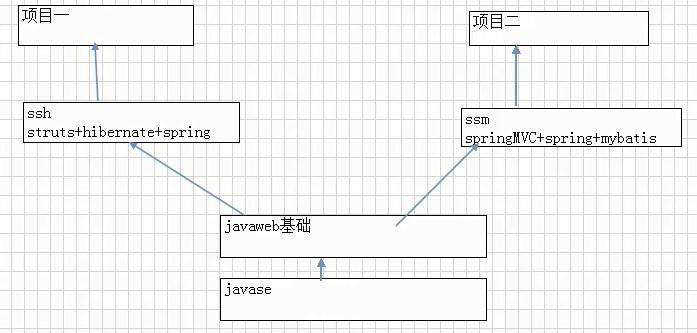 项目一
项目二
ssh
struts+hibernate+spring
ssm
springMVC+spring+mybatis
javaweb基础
javase